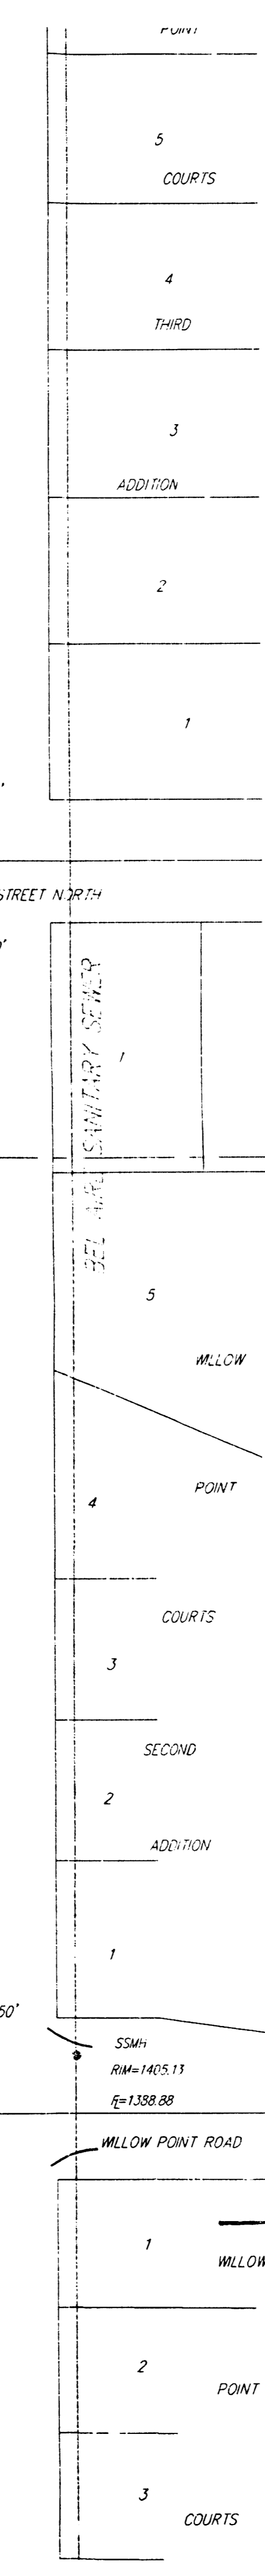 POINT
5
COURTS
4
THIRD
3
ADDITION
2
1
STREET NORTH
BEL AIRE SANITARY SEWER
1
5
WILLOW
POINT
4
COURTS
3
SECOND
2
ADDITION
1
50'
SSMH
RIM=1405.13
FL=1388.88
WILLOW POINT ROAD
1
WILLOW
2
POINT
3
COURTS